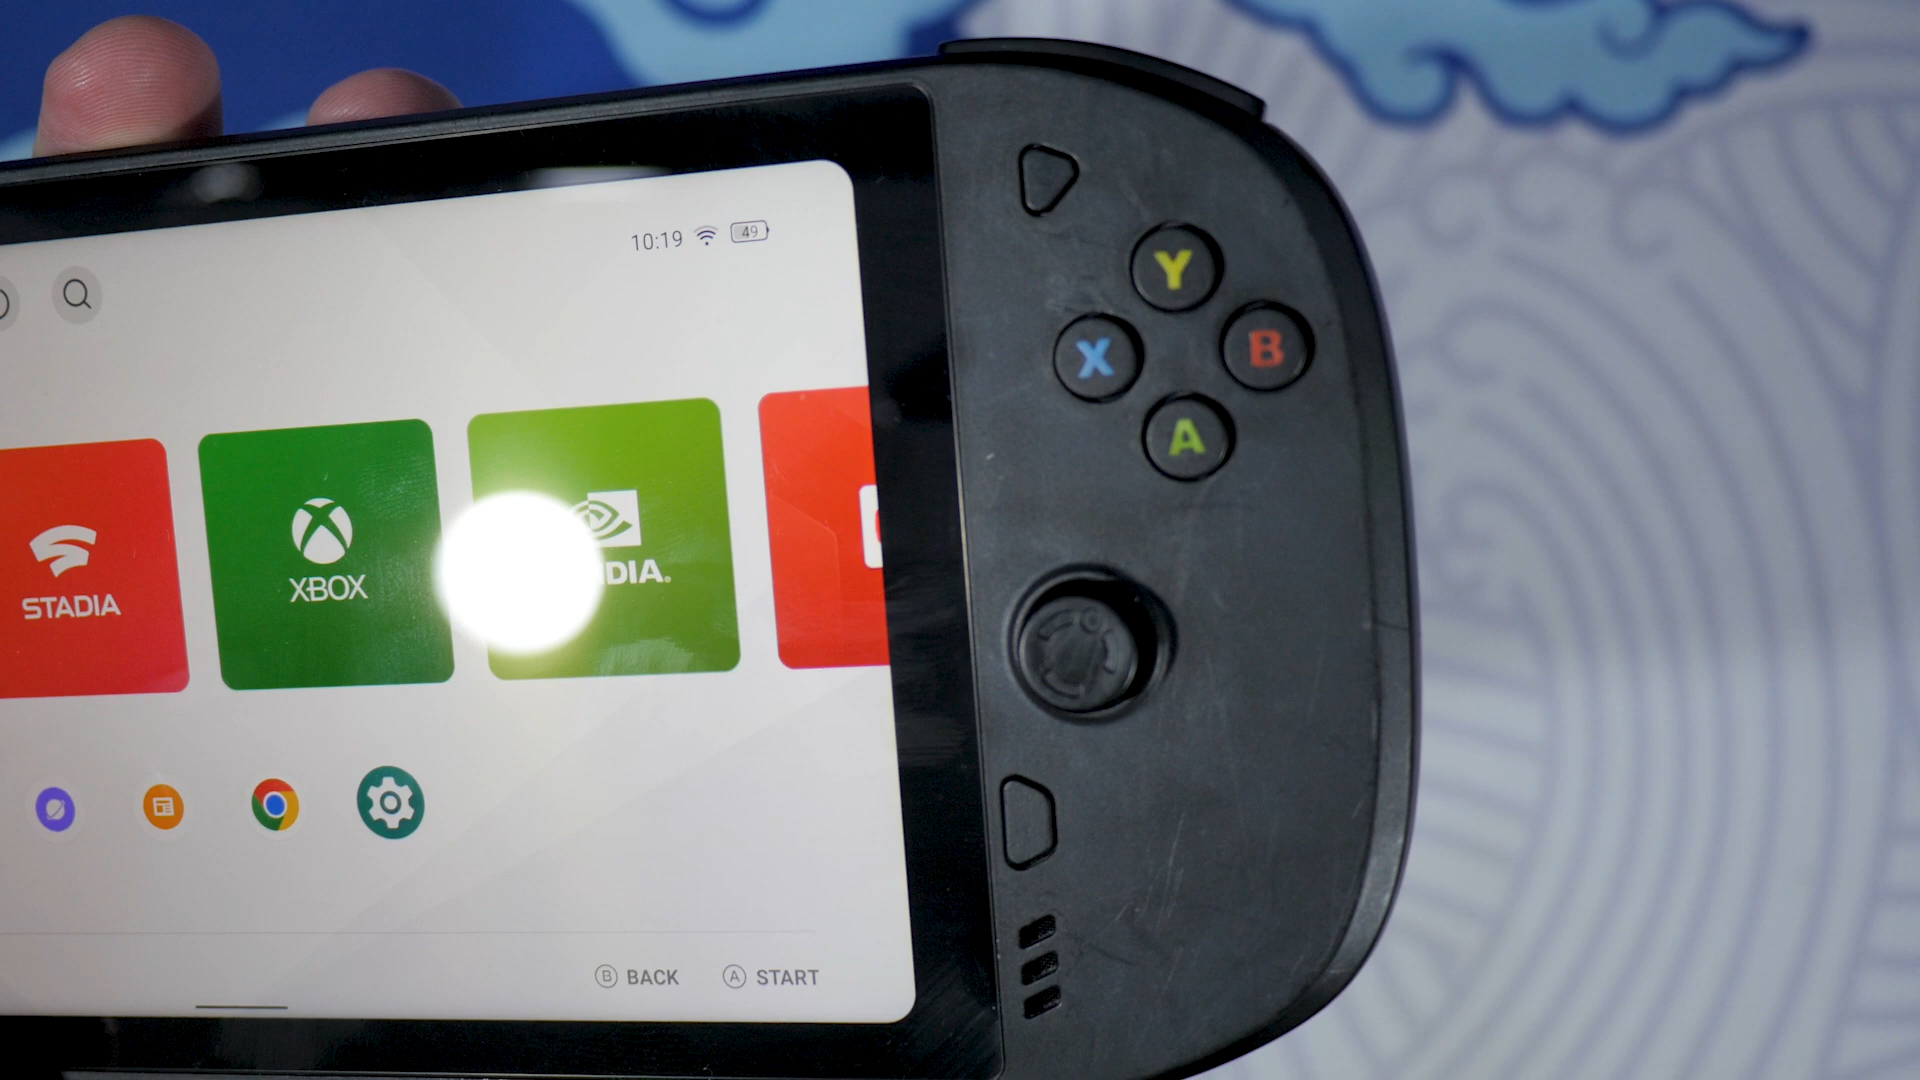 10:19 49
STADIA
XBOX
DIA.
B BACK A START
Y
X
B
A